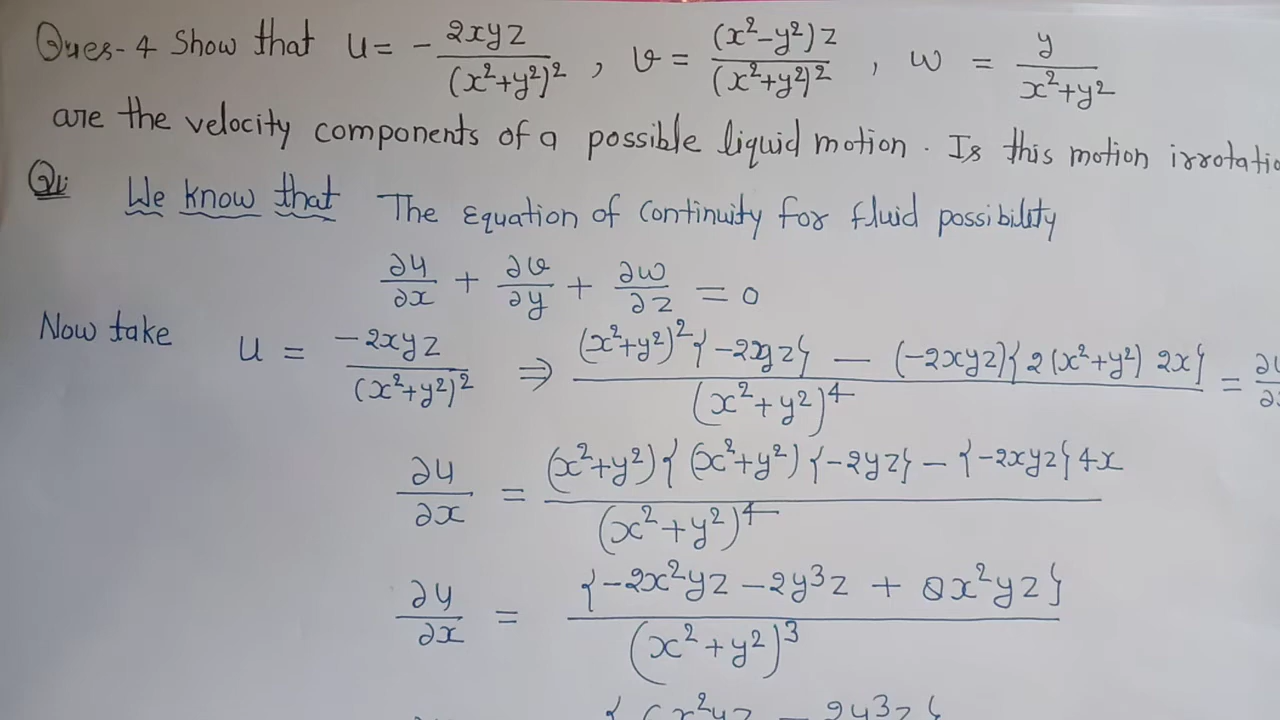 Ques-4 Show that u = - 2xyz / (x²+y²)² , v = (x²-y²)z / (x²+y²)² , w = y / x²+y²
are the velocity components of a possible liquid motion. Is this motion irrotatio
We know that The Equation of Continuity for fluid possibility
∂u/∂x + ∂v/∂y + ∂w/∂z = 0
Now take u = -2xyz / (x²+y²)² ⇒ (x²+y²)²{-2yz} - (-2xyz){2(x²+y²) 2x} / (x²+y²)⁴ =
∂u/∂x = (x²+y²){(x²+y²){-2yz} - {-2xyz}4x / (x²+y²)⁴
∂u/∂x = {-2x²yz - 2y³z + 8x²yz} / (x²+y²)³